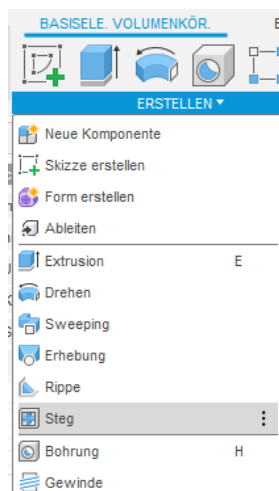 BASISELE. VOLUMENKÖR.
ERSTELLEN
Neue Komponente
Skizze erstellen
Form erstellen
Ableiten
Extrusion E
Drehen
Sweeping
Erhebung
Rippe
Steg
Bohrung H
Gewinde